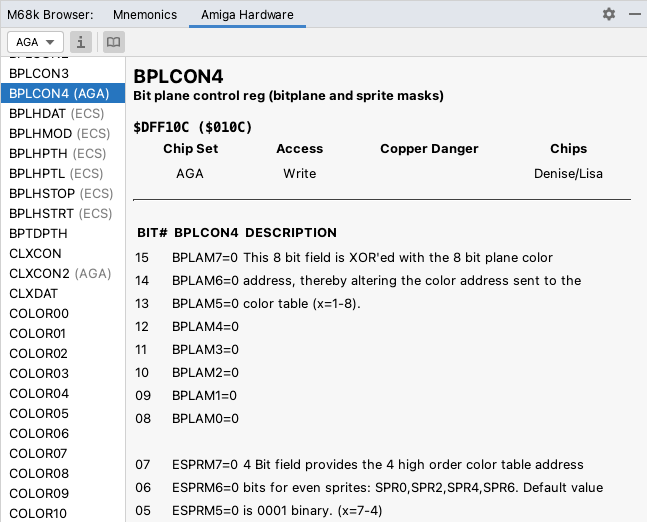 M68k Browser: Mnemonics Amiga Hardware
AGA i
BPLCON3
BPLCON4 (AGA)
BPLHDAT (ECS)
BPLHMOD (ECS)
BPLHPTH (ECS)
BPLHPTL (ECS)
BPLHSTOP (ECS)
BPLHSTRT (ECS)
BPTDPTH
CLXCON
CLXCON2 (AGA)
CLXDAT
COLOR00
COLOR01
COLOR02
COLOR03
COLOR04
COLOR05
COLOR06
COLOR07
COLOR08
COLOR09
COLOR10
BPLCON4
Bit plane control reg (bitplane and sprite masks)
$DFF10C ($010C)
Chip Set Access Copper Danger Chips
AGA Write Denise/Lisa
BIT# BPLCON4 DESCRIPTION
15 BPLAM7=0 This 8 bit field is XOR'ed with the 8 bit plane color
14 BPLAM6=0 address, thereby altering the color address sent to the
13 BPLAM5=0 color table (x=1-8).
12 BPLAM4=0
11 BPLAM3=0
10 BPLAM2=0
09 BPLAM1=0
08 BPLAM0=0
07 ESPRM7=0 4 Bit field provides the 4 high order color table address
06 ESPRM6=0 bits for even sprites: SPR0,SPR2,SPR4,SPR6. Default value
05 ESPRM5=0 is 0001 binary. (x=7-4)